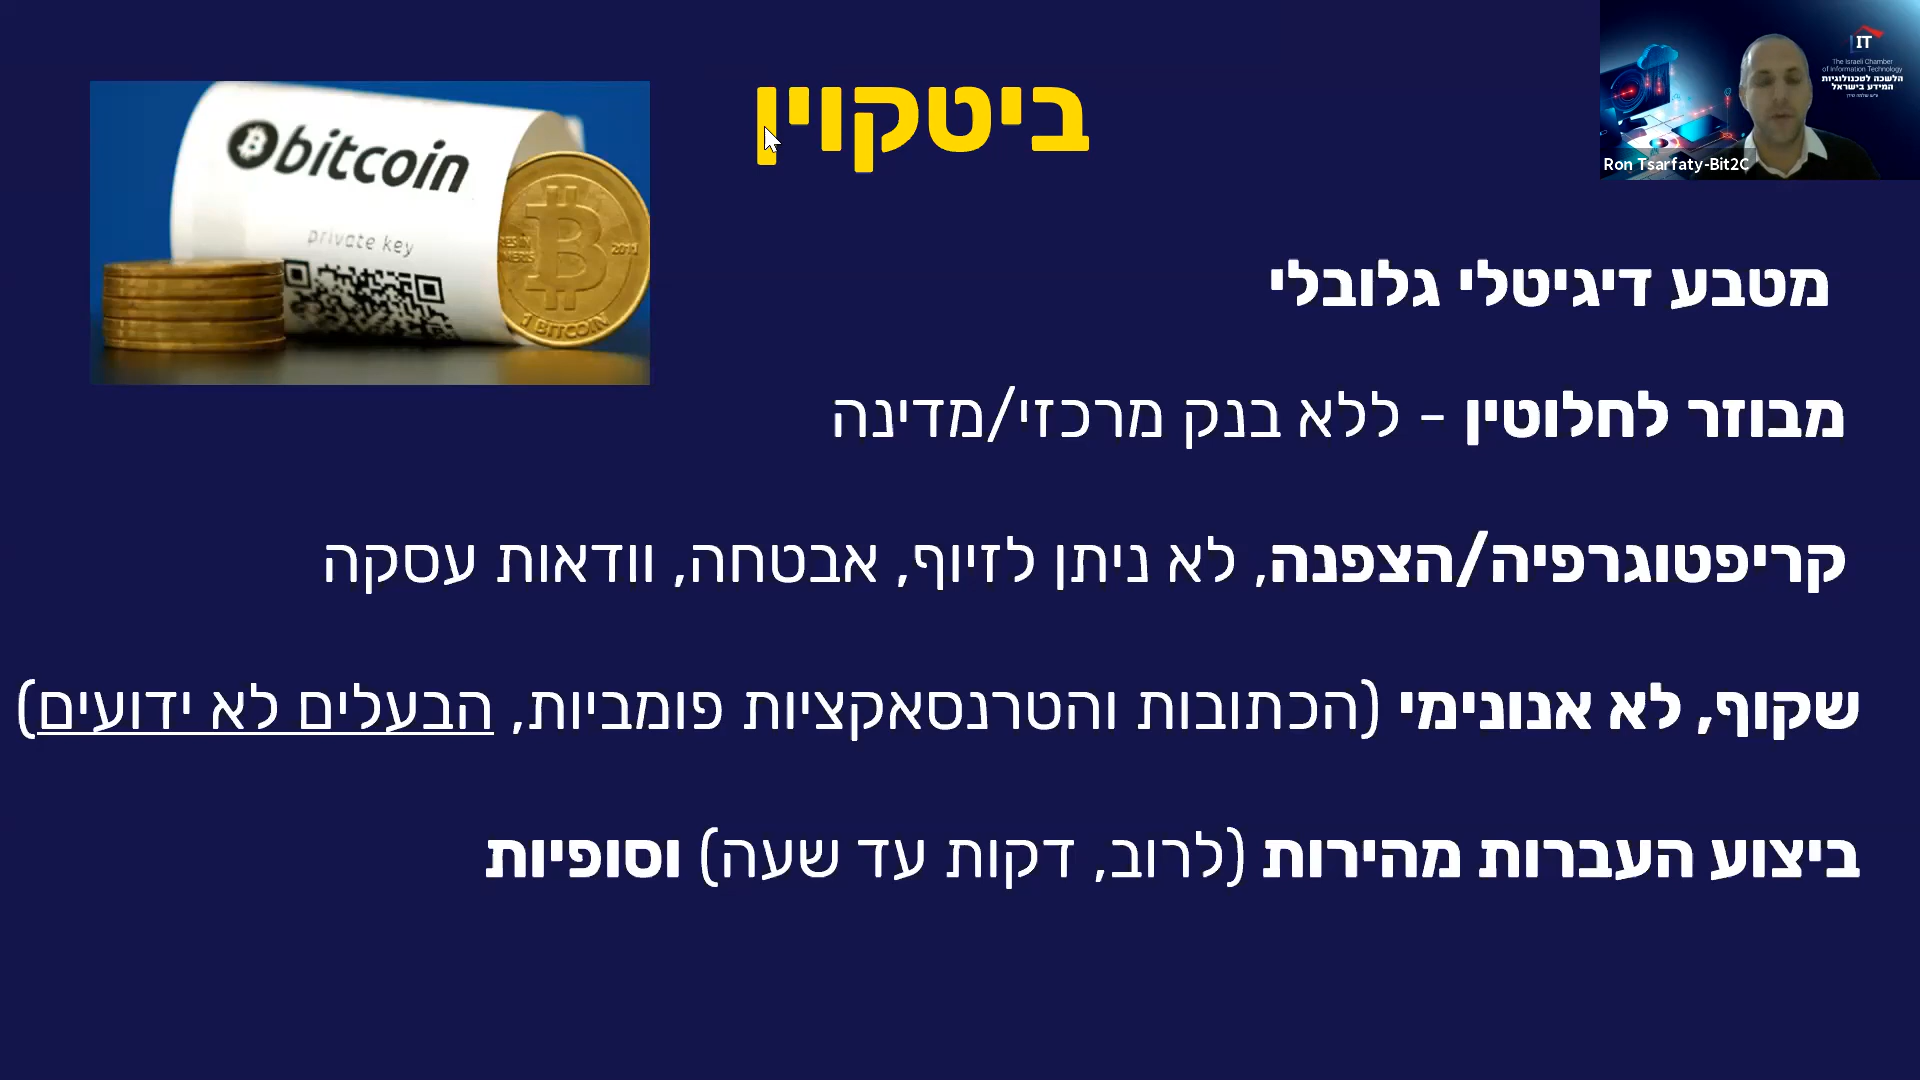 ביטקוין
bitcoin
private key
2011
1 BITCOIN
IT
The Israeli Chamber
of Information Technology
הלשכה לטכנולוגיות
המידע בישראל
Ron Tsarfaty-Bit2C
מטבע דיגיטלי גלובלי
מבוזר לחלוטין - ללא בנק מרכזי/מדינה
קריפטוגרפיה/הצפנה, לא ניתן לזיוף, אבטחה, וודאות עסקה
שקוף, לא אנונימי (הכתובות והטרנסאקציות פומביות, הבעלים לא ידועים)
ביצוע העברות מהירות (לרוב, דקות עד שעה) וסופיות